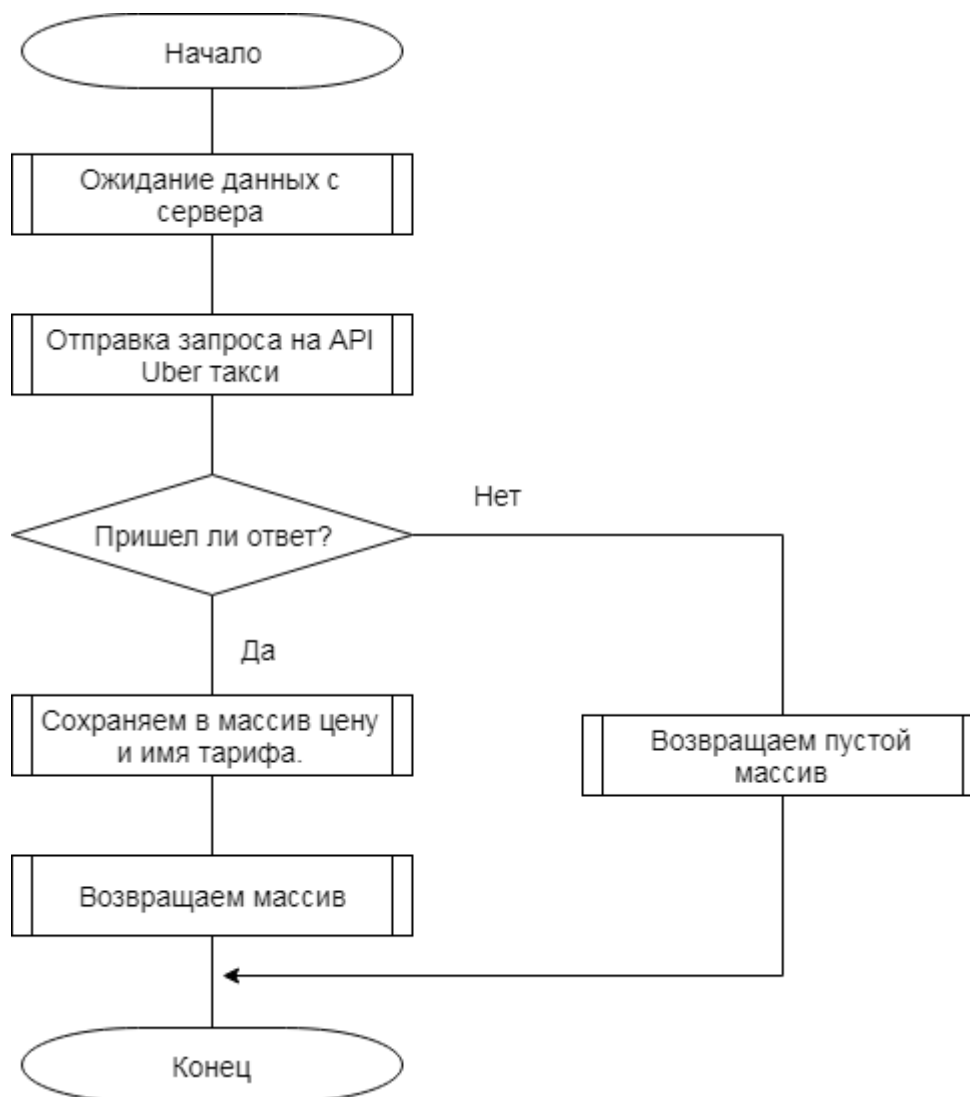 Начало
Ожидание данных с
сервера
Отправка запроса на API
Uber такси
Пришел ли ответ?
Нет
Да
Сохраняем в массив цену
и имя тарифа.
Возвращаем пустой
массив
Возвращаем массив
Конец